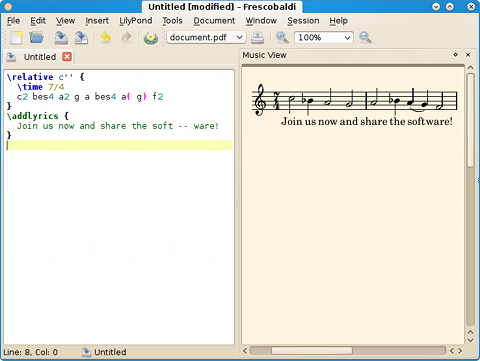 Untitled [modified] – Frescobaldi
File Edit View Insert LilyPond Tools Document Window Session Help
document.pdf 100%
Untitled
\relative c'' {
\time 7/4
c2 bes4 a2 g a bes4 a( g) f2
}
\addlyrics {
Join us now and share the soft -- ware!
}
Line: 8, Col: 0 Untitled
Music View
7
4
Join us now and share the software!